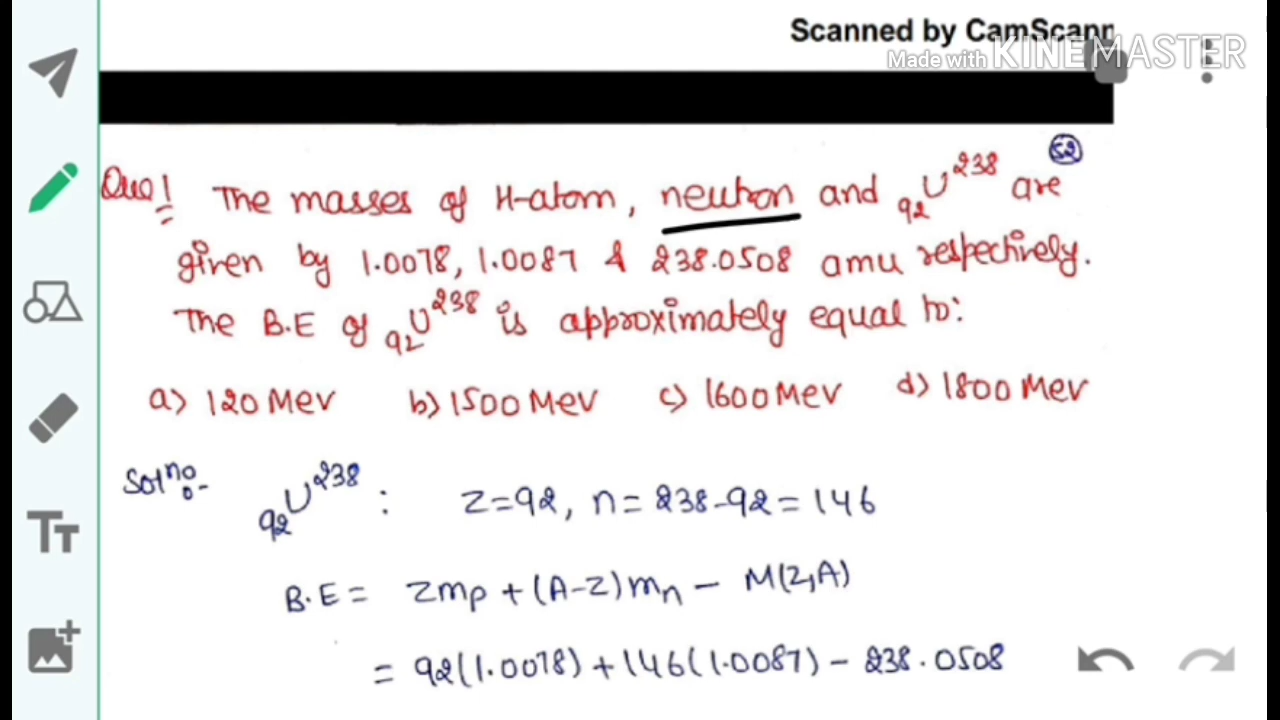 Scanned by CamScann
Made with KINEMASTER
52
Que! The masses of H-atom, neutron and ₉₂U²³⁸ are
given by 1.0078, 1.0087 & 238.0508 amu respectively.
The B.E of ₉₂U²³⁸ is approximately equal to:
a) 120 Mev b) 1500 Mev c) 1600 Mev d) 1800 Mev
Solⁿ:-
₉₂U²³⁸ : Z=92, n= 238-92 = 146
B.E = Zmp + (A-Z)mn - M(Z,A)
= 92(1.0078) + 146(1.0087) - 238.0508
TT